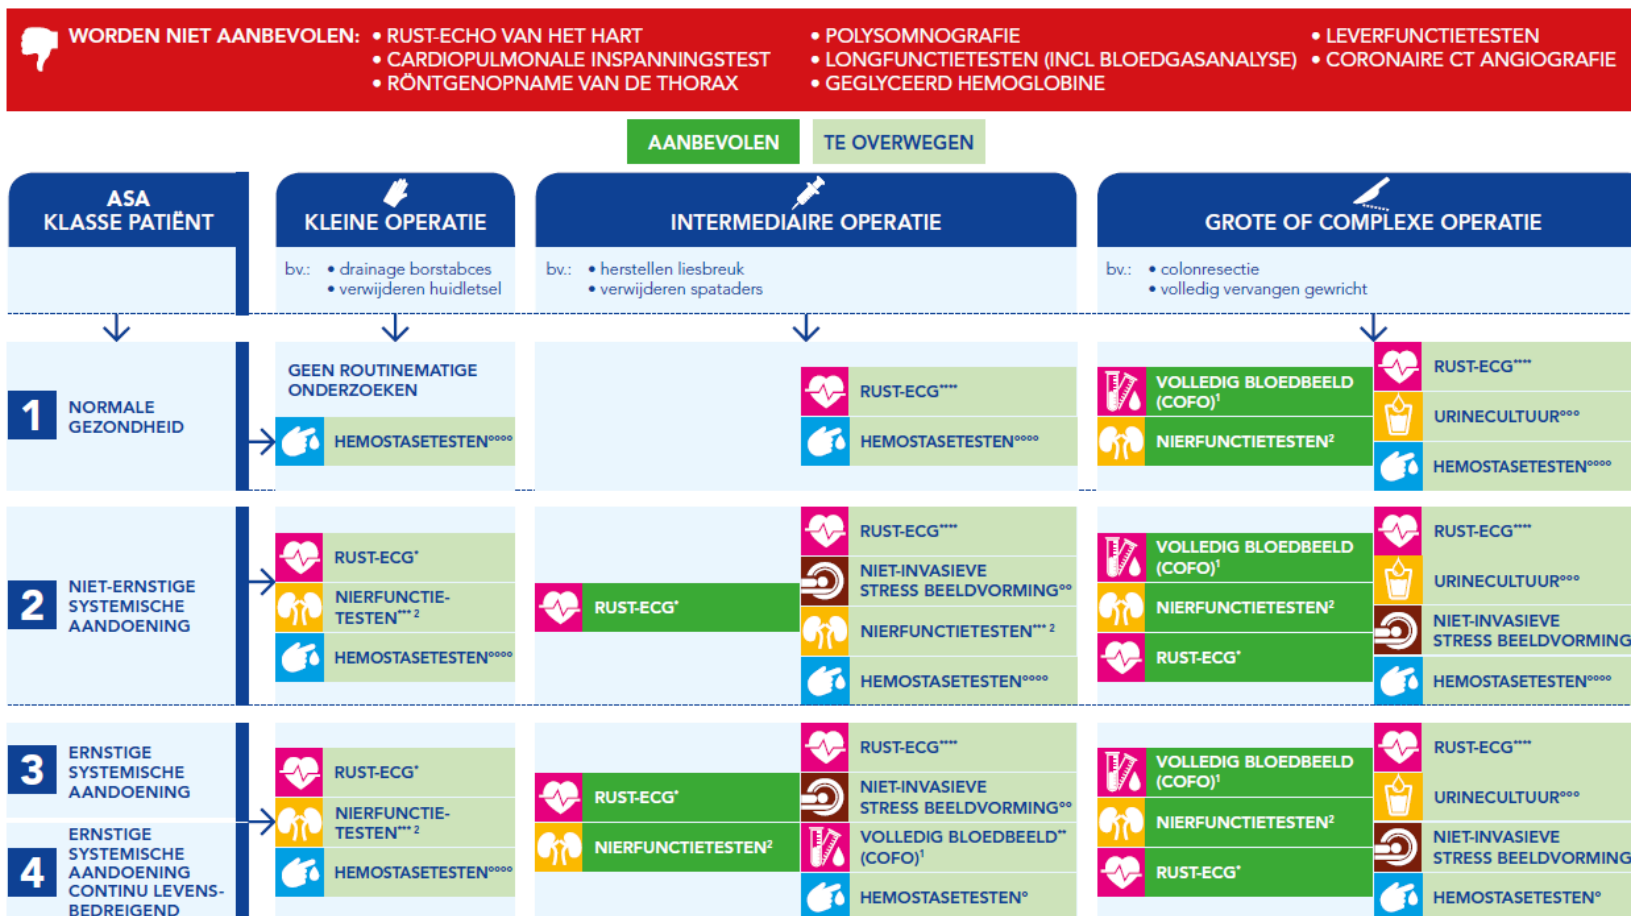 WORDEN NIET AANBEVOLEN:
• RUST-ECHO VAN HET HART
• CARDIOPULMONALE INSPANNINGSTEST
• RÖNTGENOPNAME VAN DE THORAX
• POLYSOMNOGRAFIE
• LONGFUNCTIETESTEN (INCL BLOEDGASANALYSE)
• GEGLYCEERD HEMOGLOBINE
• LEVERFUNCTIETESTEN
• CORONAIRE CT ANGIOGRAFIE
AANBEVOLEN
TE OVERWEGEN
ASA
KLASSE PATIËNT
KLEINE OPERATIE
bv.: • drainage borstabces
• verwijderen huidletsel
INTERMEDIAIRE OPERATIE
bv.: • herstellen liesbreuk
• verwijderen spataders
GROTE OF COMPLEXE OPERATIE
bv.: • colonresectie
• volledig vervangen gewricht
1
NORMALE
GEZONDHEID
GEEN ROUTINEMATIGE
ONDERZOEKEN
HEMOSTASETESTEN°°°°
RUST-ECG****
HEMOSTASETESTEN°°°°
VOLLEDIG BLOEDBEELD
(COFO)¹
NIERFUNCTIETESTEN²
RUST-ECG****
URINECULTUUR°°°
HEMOSTASETESTEN°°°°
2
NIET-ERNSTIGE
SYSTEMISCHE
AANDOENING
RUST-ECG*
NIERFUNCTIE-
TESTEN*** ²
HEMOSTASETESTEN°°°°
RUST-ECG*
RUST-ECG****
NIET-INVASIEVE
STRESS BEELDVORMING°°
NIERFUNCTIETESTEN*** ²
HEMOSTASETESTEN°°°°
VOLLEDIG BLOEDBEELD
(COFO)¹
NIERFUNCTIETESTEN²
RUST-ECG*
RUST-ECG****
URINECULTUUR°°°
NIET-INVASIEVE
STRESS BEELDVORMING
HEMOSTASETESTEN°°°°
3
ERNSTIGE
SYSTEMISCHE
AANDOENING
4
ERNSTIGE
SYSTEMISCHE
AANDOENING
CONTINU LEVENS-
BEDREIGEND
RUST-ECG*
NIERFUNCTIE-
TESTEN*** ²
HEMOSTASETESTEN°°°°
RUST-ECG*
NIERFUNCTIETESTEN²
RUST-ECG****
NIET-INVASIEVE
STRESS BEELDVORMING°°
VOLLEDIG BLOEDBEELD**
(COFO)¹
HEMOSTASETESTEN°
VOLLEDIG BLOEDBEELD
(COFO)¹
NIERFUNCTIETESTEN²
RUST-ECG*
RUST-ECG****
URINECULTUUR°°°
NIET-INVASIEVE
STRESS BEELDVORMING
HEMOSTASETESTEN°